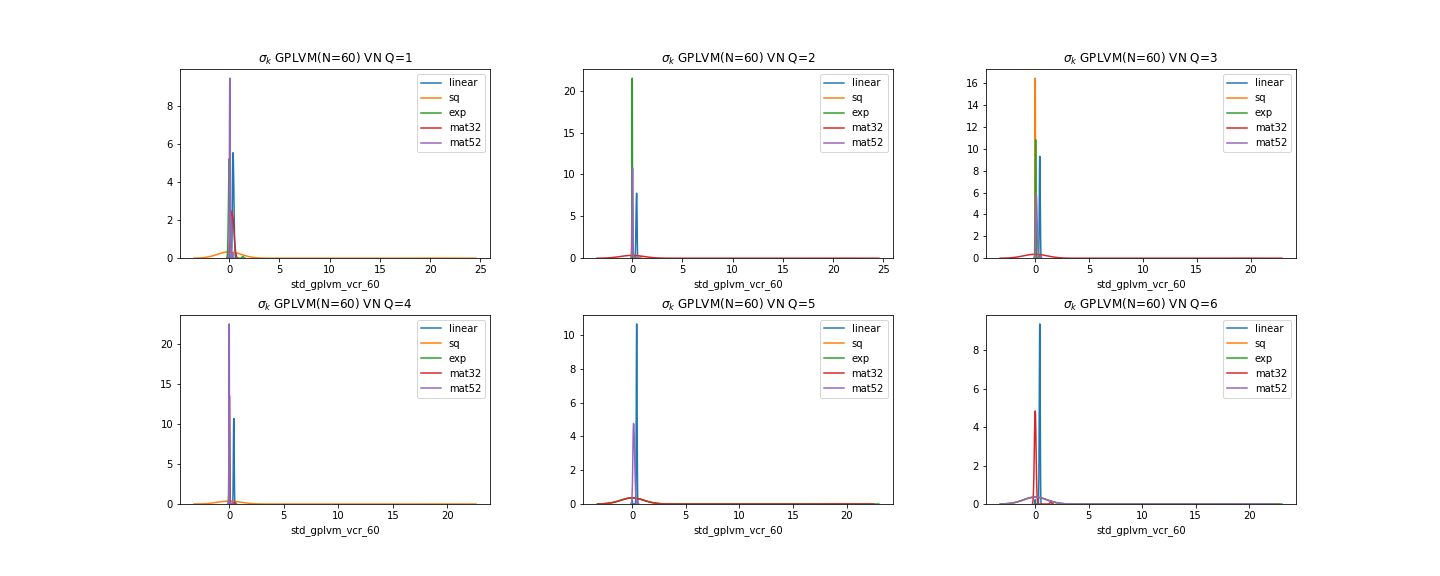 σk GPLVM(N=60) VN Q=1
8
6
4
2
0
0 5 10 15 20 25
std_gplvm_vcr_60
linear
sq
exp
mat32
mat52
σk GPLVM(N=60) VN Q=2
20
15
10
5
0
0 5 10 15 20 25
std_gplvm_vcr_60
linear
sq
exp
mat32
mat52
σk GPLVM(N=60) VN Q=3
16
14
12
10
8
6
4
2
0
0 5 10 15 20
std_gplvm_vcr_60
linear
sq
exp
mat32
mat52
σk GPLVM(N=60) VN Q=4
20
15
10
5
0
0 5 10 15 20
std_gplvm_vcr_60
linear
sq
exp
mat32
mat52
σk GPLVM(N=60) VN Q=5
10
8
6
4
2
0
0 5 10 15 20
std_gplvm_vcr_60
linear
sq
exp
mat32
mat52
σk GPLVM(N=60) VN Q=6
8
6
4
2
0
0 5 10 15 20
std_gplvm_vcr_60
linear
sq
exp
mat32
mat52